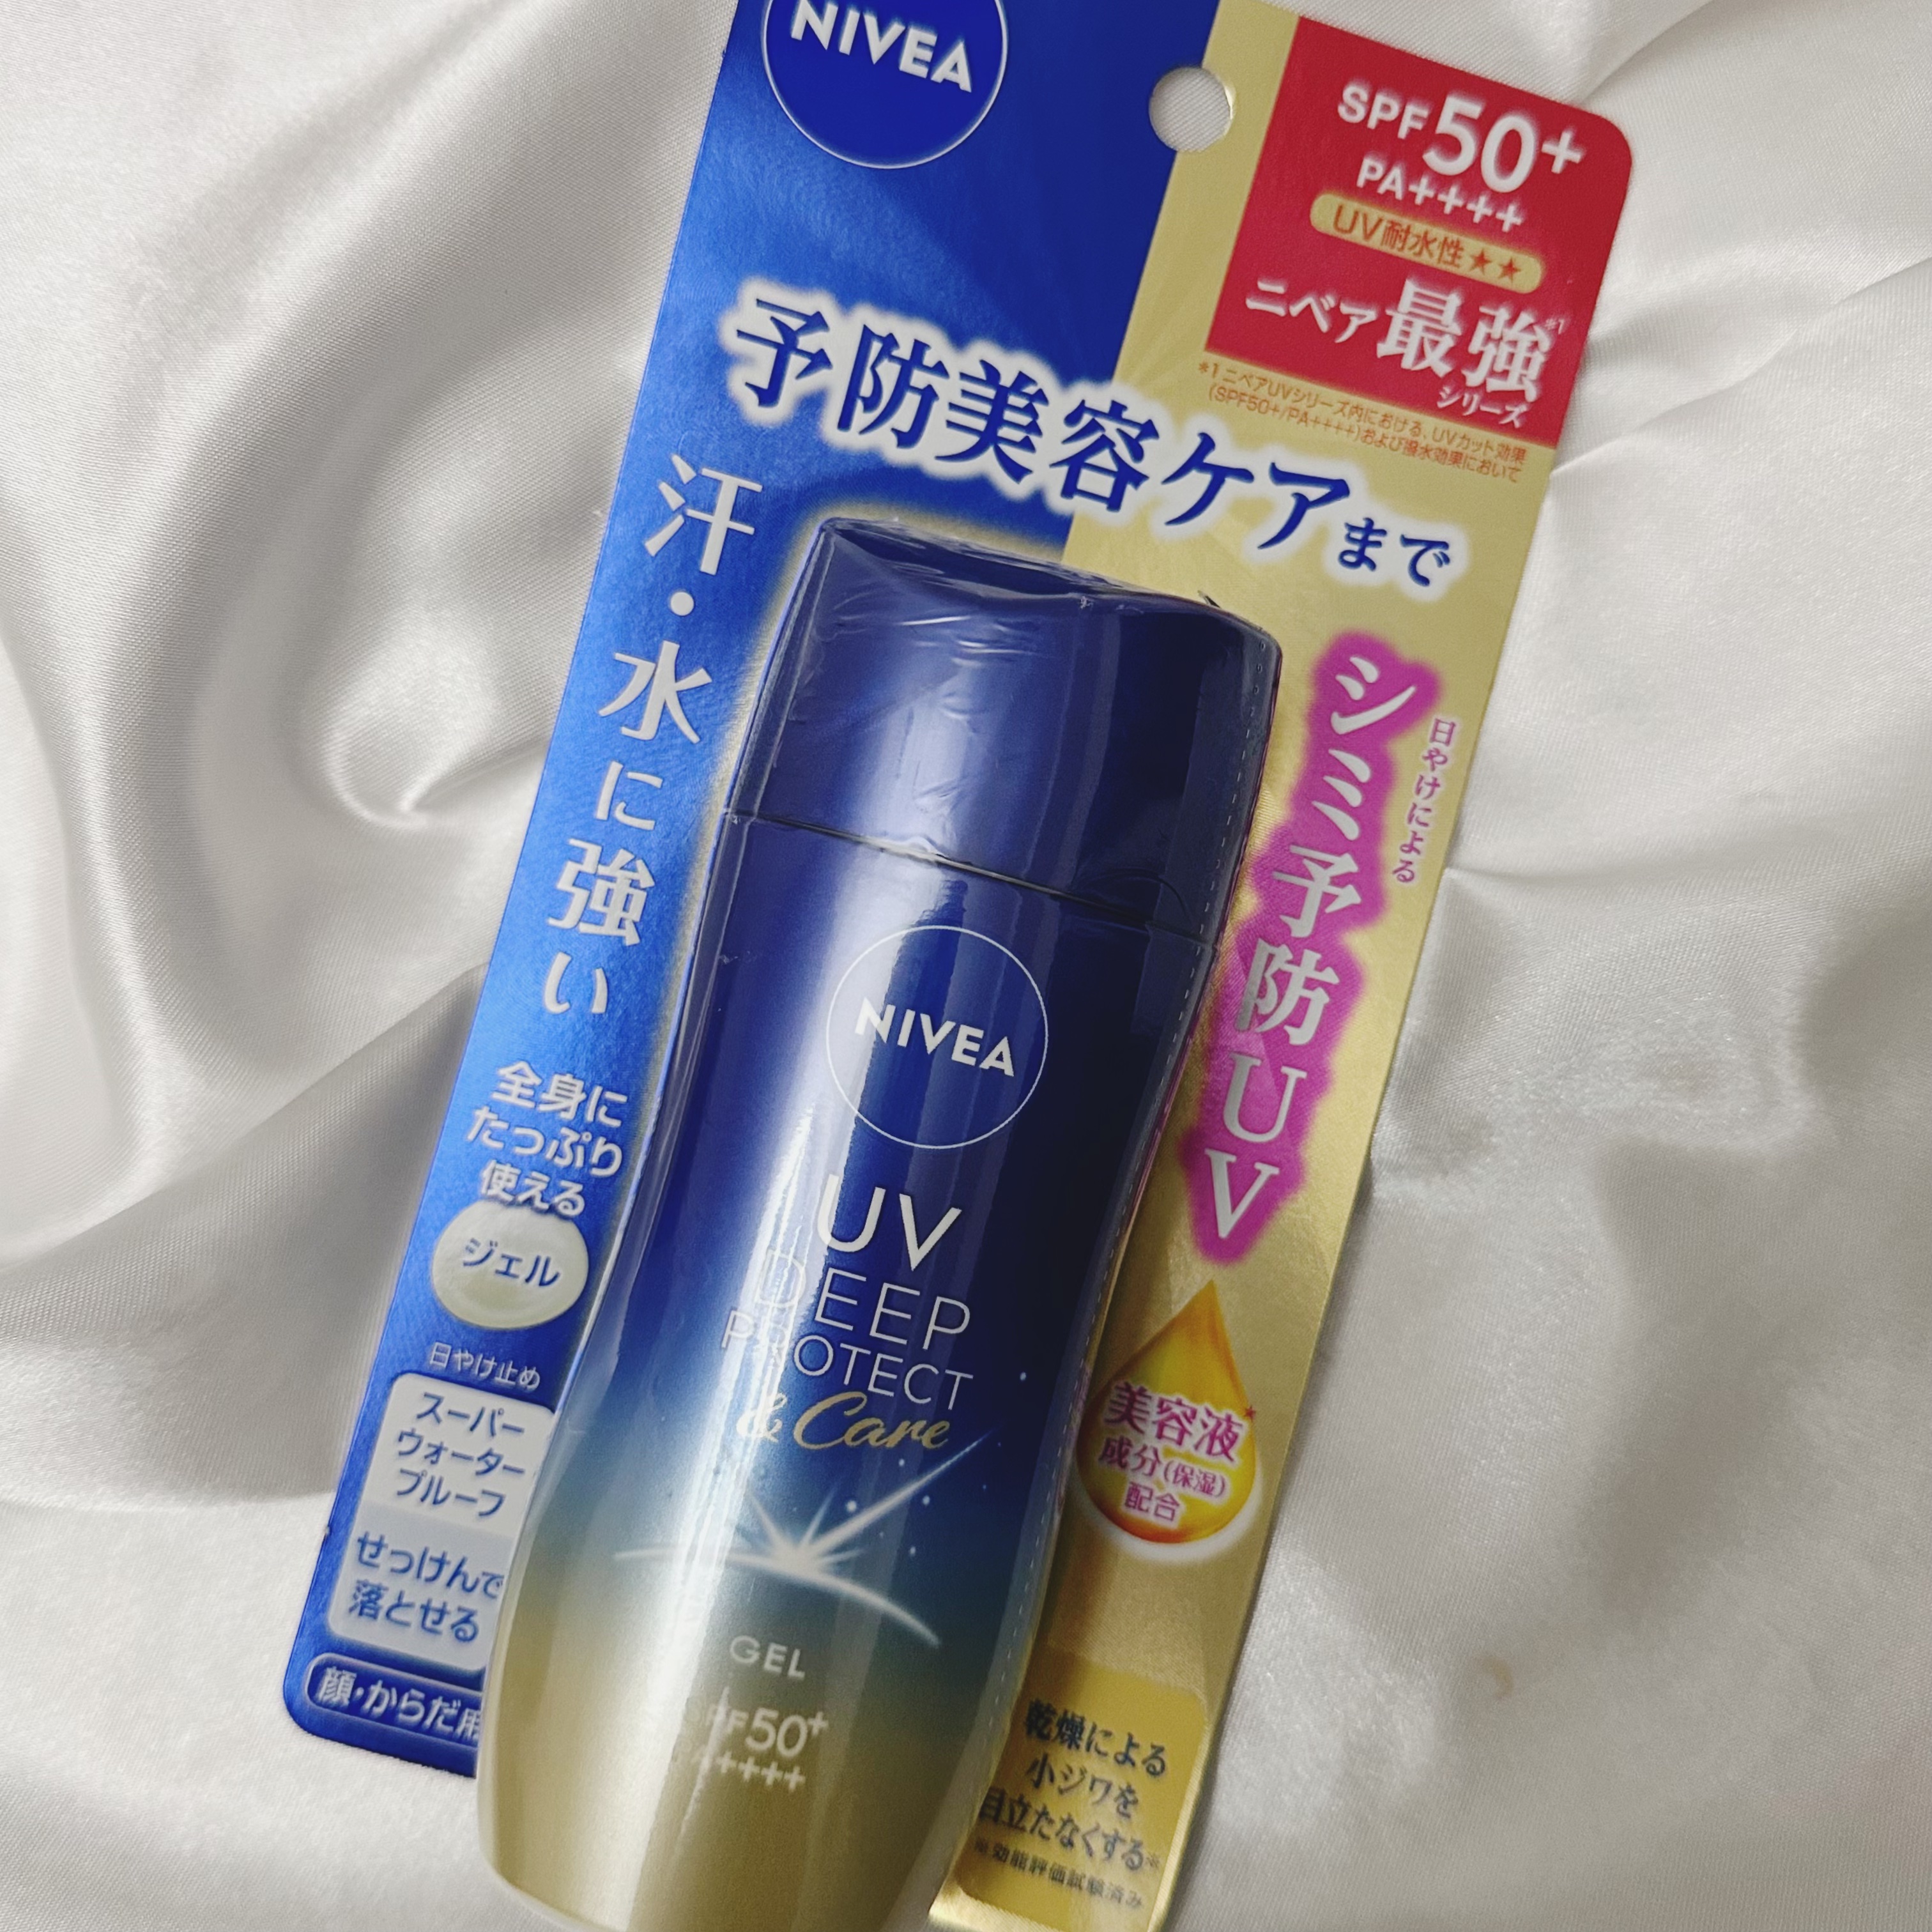 NIVEA
SPF50+
PA++++
UV耐水性★★
ニベア最強*1
シリーズ
*1 ニベアUVシリーズ内における、UVカット効果
(SPF50+/PA++++)および撥水効果において
予防美容ケアまで
汗・水に強い
日やけによる
シミ予防UV
全身に
たっぷり
使える
ジェル
日やけ止め
スーパー
ウォーター
プルーフ
せっけんで
落とせる
顔・からだ用
NIVEA
UV
DEEP
PROTECT
& Care
GEL
SPF50+
PA++++
美容液*
成分(保湿)
配合
乾燥による
小ジワを
目立たなくする※
※効能評価試験済み